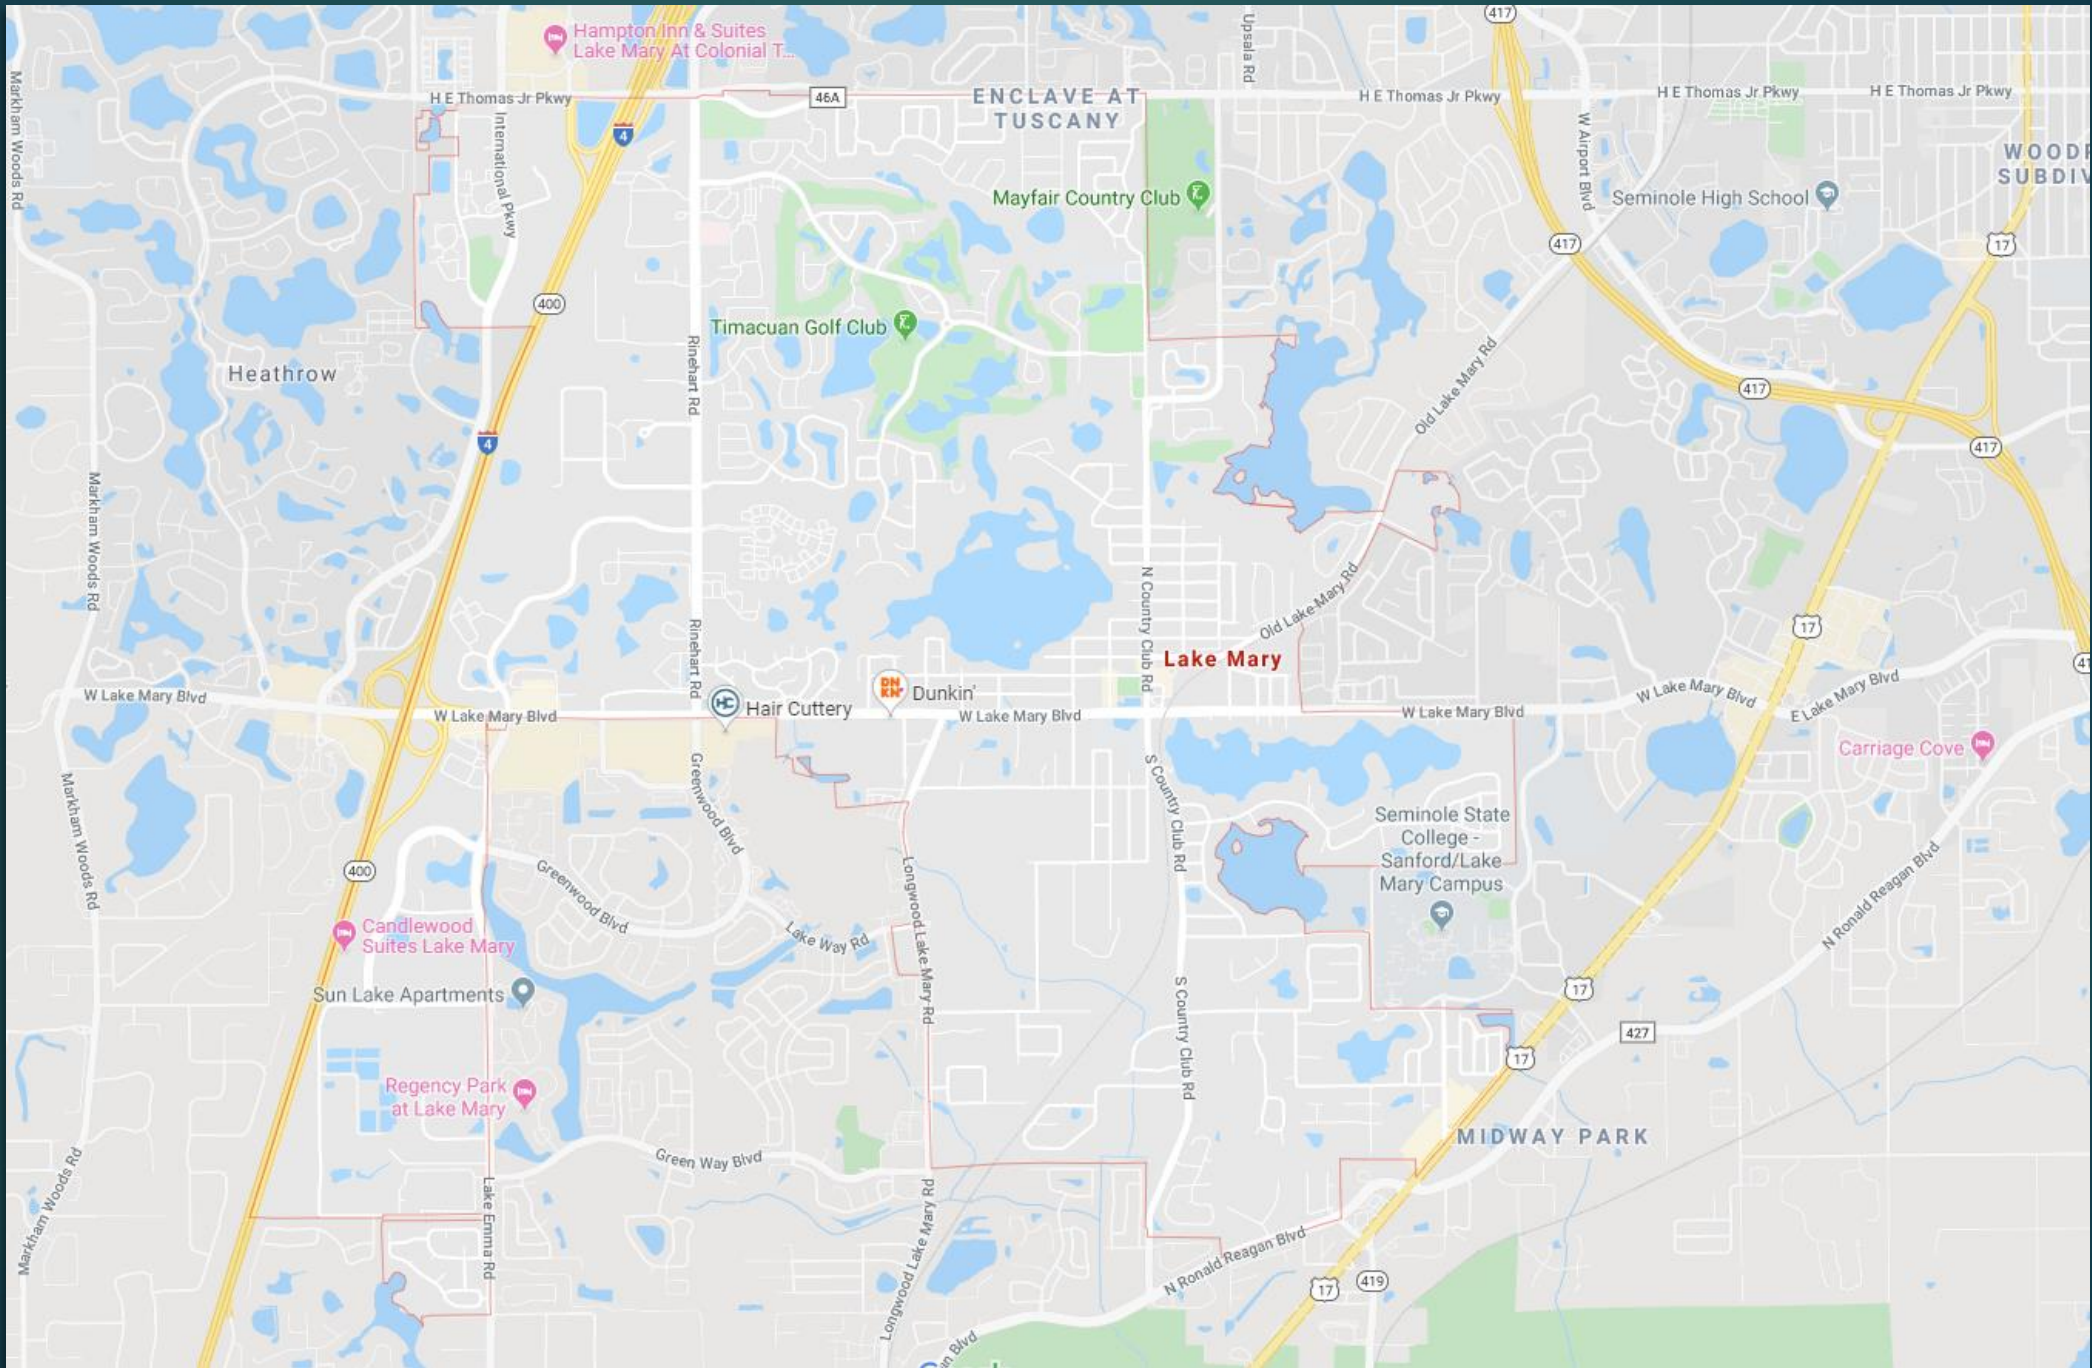 417
Hampton Inn & Suites
Lake Mary At Colonial T...
Upsala Rd
Markham Woods Rd
H E Thomas Jr Pkwy
46A
ENCLAVE AT
TUSCANY
H E Thomas Jr Pkwy
H E Thomas Jr Pkwy
H E Thomas Jr Pkwy
International Pkwy
4
W Airport Blvd
WOODF
SUBDIV
Mayfair Country Club
Seminole High School
417
17
400
Timacuan Golf Club
Rinehart Rd
Heathrow
Old Lake Mary Rd
417
4
417
Markham Woods Rd
N Country Club Rd
Old Lake Mary Rd
17
Rinehart Rd
Lake Mary
41
W Lake Mary Blvd
DN
KN'
Dunkin'
HC
Hair Cuttery
W Lake Mary Blvd
W Lake Mary Blvd
W Lake Mary Blvd
W Lake Mary Blvd
E Lake Mary Blvd
Carriage Cove
Markham Woods Rd
Greenwood Blvd
S Country Club Rd
Seminole State
College -
Sanford/Lake
Mary Campus
400
Greenwood Blvd
Longwood Lake Mary Rd
N Ronald Reagan Blvd
Candlewood
Suites Lake Mary
Lake Way Rd
Sun Lake Apartments
S Country Club Rd
17
427
17
Regency Park
at Lake Mary
MIDWAY PARK
Green Way Blvd
Markham Woods Rd
Lake Emma Rd
Longwood Lake Mary Rd
N Ronald Reagan Blvd
17
419
an Blvd